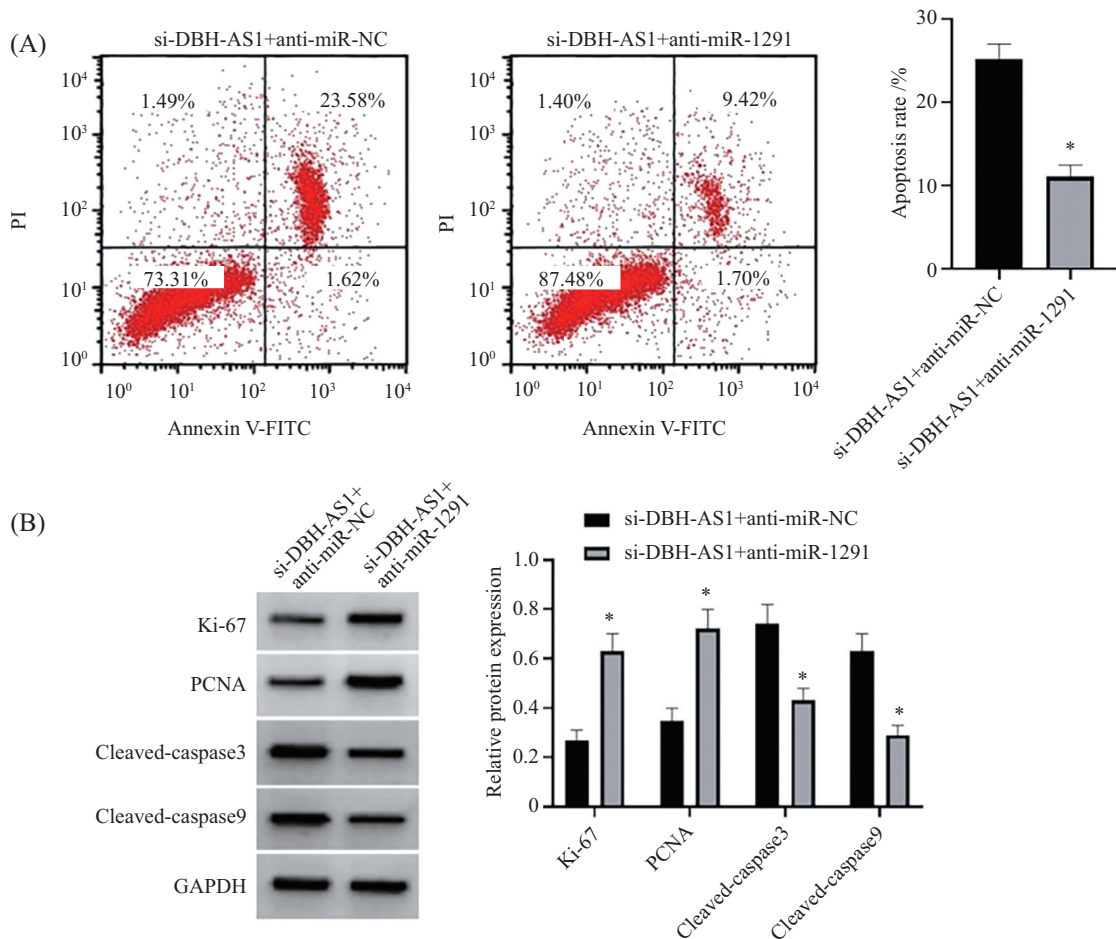 (A)
si-DBH-AS1+anti-miR-NC
10⁴
10³
10²
10¹
10⁰
PI
1.49%
23.58%
73.31%
1.62%
10⁰ 10¹ 10² 10³ 10⁴
Annexin V-FITC
si-DBH-AS1+anti-miR-1291
10⁴
10³
10²
10¹
10⁰
PI
1.40%
9.42%
87.48%
1.70%
10⁰ 10¹ 10² 10³ 10⁴
Annexin V-FITC
Apoptosis rate /%
30
20
10
0
*
si-DBH-AS1+anti-miR-NC
si-DBH-AS1+anti-miR-1291
(B)
si-DBH-AS1+
anti-miR-NC
si-DBH-AS1+
anti-miR-1291
Ki-67
PCNA
Cleaved-caspase3
Cleaved-caspase9
GAPDH
si-DBH-AS1+anti-miR-NC
si-DBH-AS1+anti-miR-1291
Relative protein expression
1.0
0.8
0.6
0.4
0.2
0
* * * *
Ki-67
PCNA
Cleaved-caspase3
Cleaved-caspase9